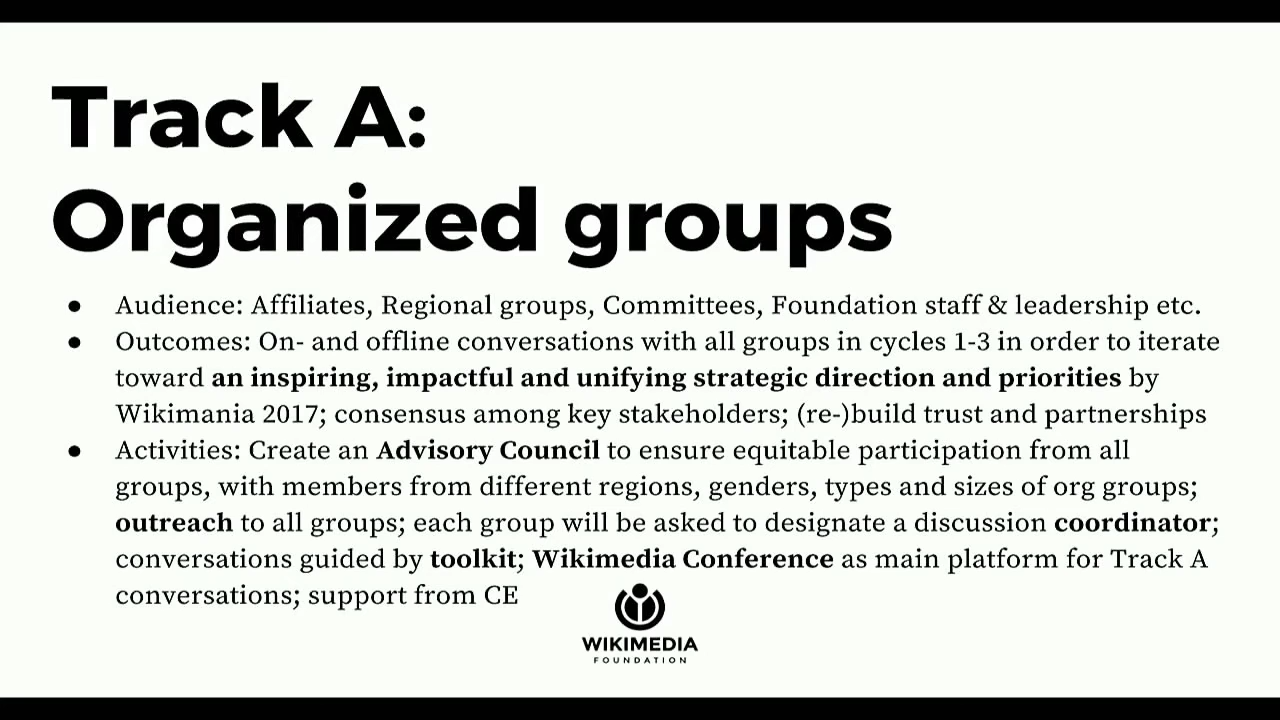 Track A:
Organized groups
● Audience: Affiliates, Regional groups, Committees, Foundation staff & leadership etc.
● Outcomes: On- and offline conversations with all groups in cycles 1-3 in order to iterate
toward an inspiring, impactful and unifying strategic direction and priorities by
Wikimania 2017; consensus among key stakeholders; (re-)build trust and partnerships
● Activities: Create an Advisory Council to ensure equitable participation from all
groups, with members from different regions, genders, types and sizes of org groups;
outreach to all groups; each group will be asked to designate a discussion coordinator;
conversations guided by toolkit; Wikimedia Conference as main platform for Track A
conversations; support from CE
WIKIMEDIA
FOUNDATION